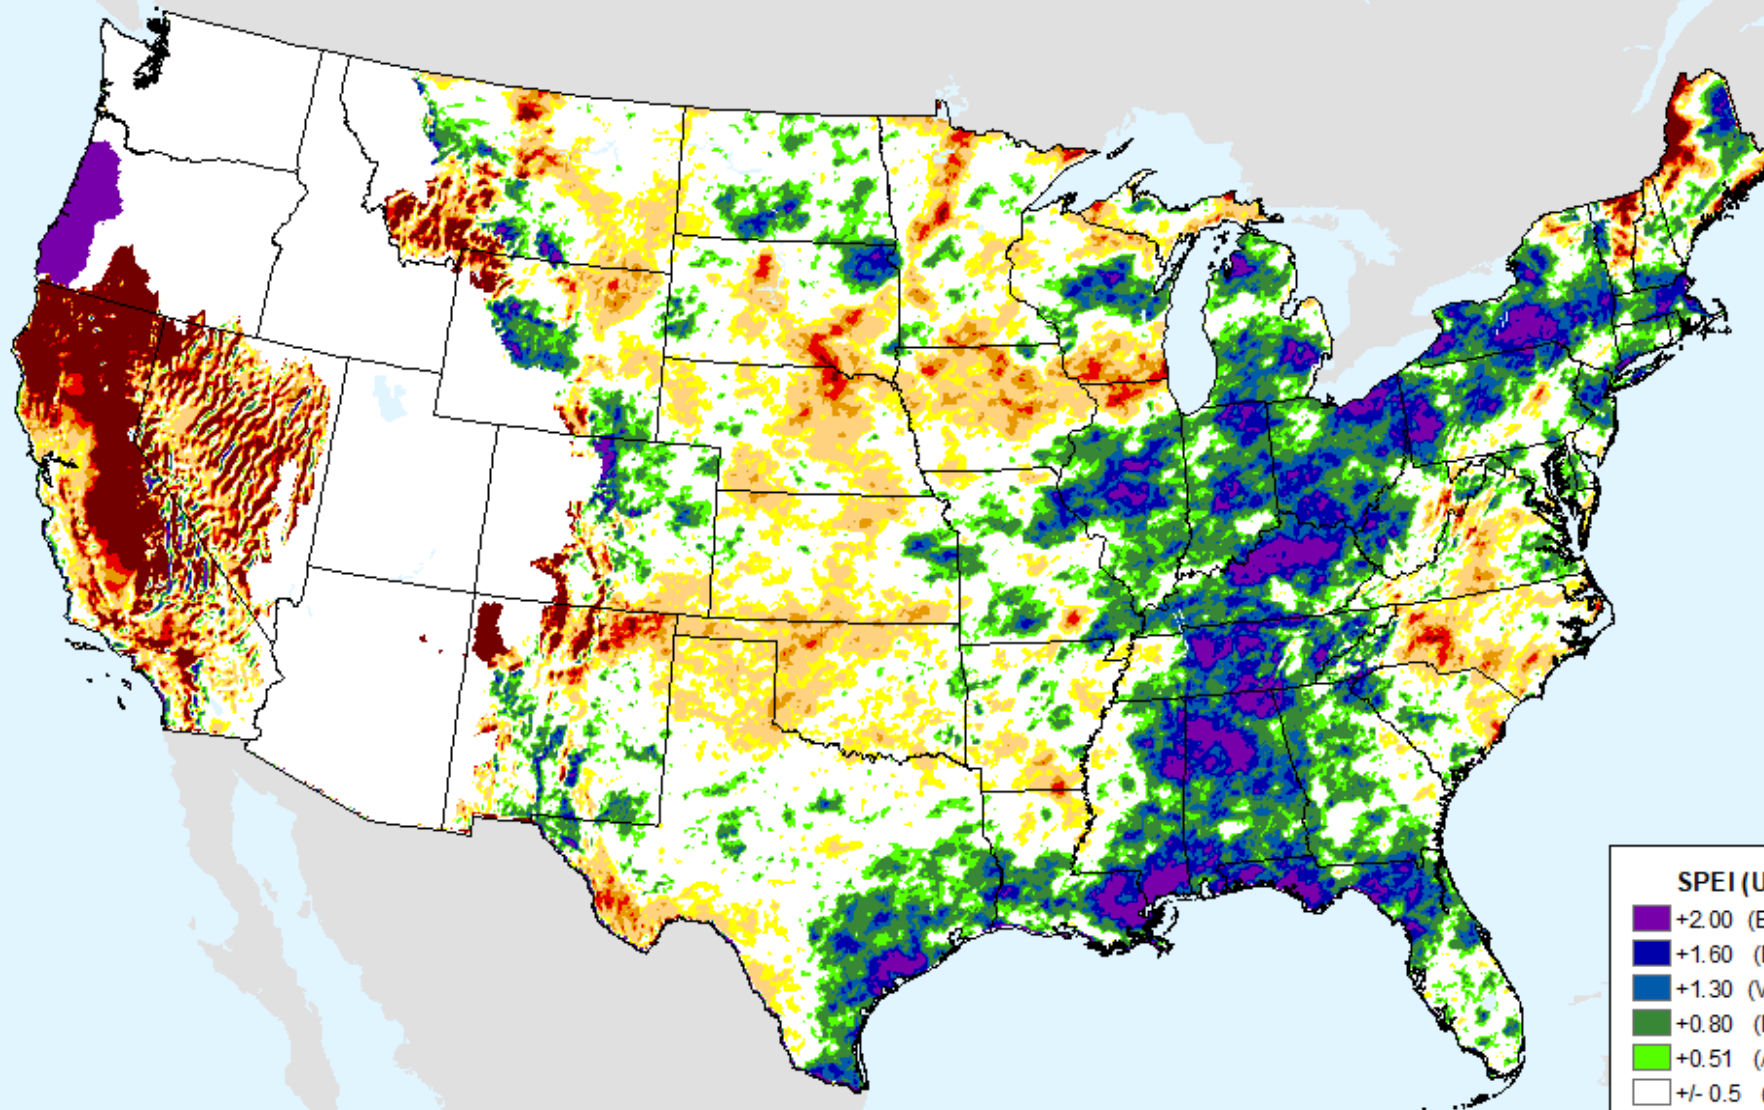 SPEI (U
+2.00 (E
+1.60 (
+1.30 (V
+0.80 (
+0.51 (
+/- 0.5 (